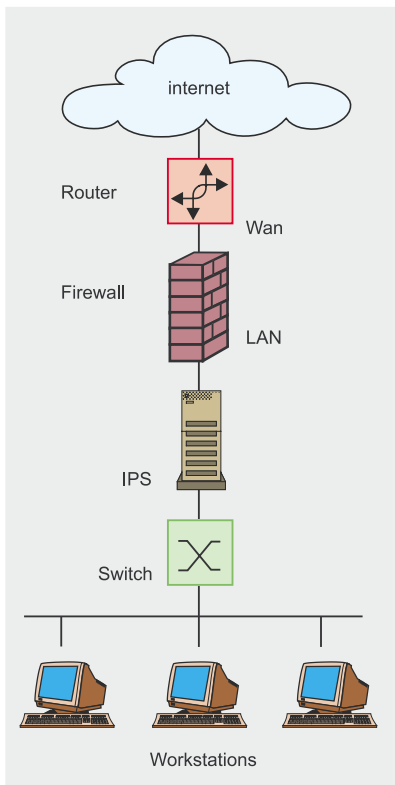 internet
Router
Wan
Firewall
LAN
IPS
Switch
Workstations